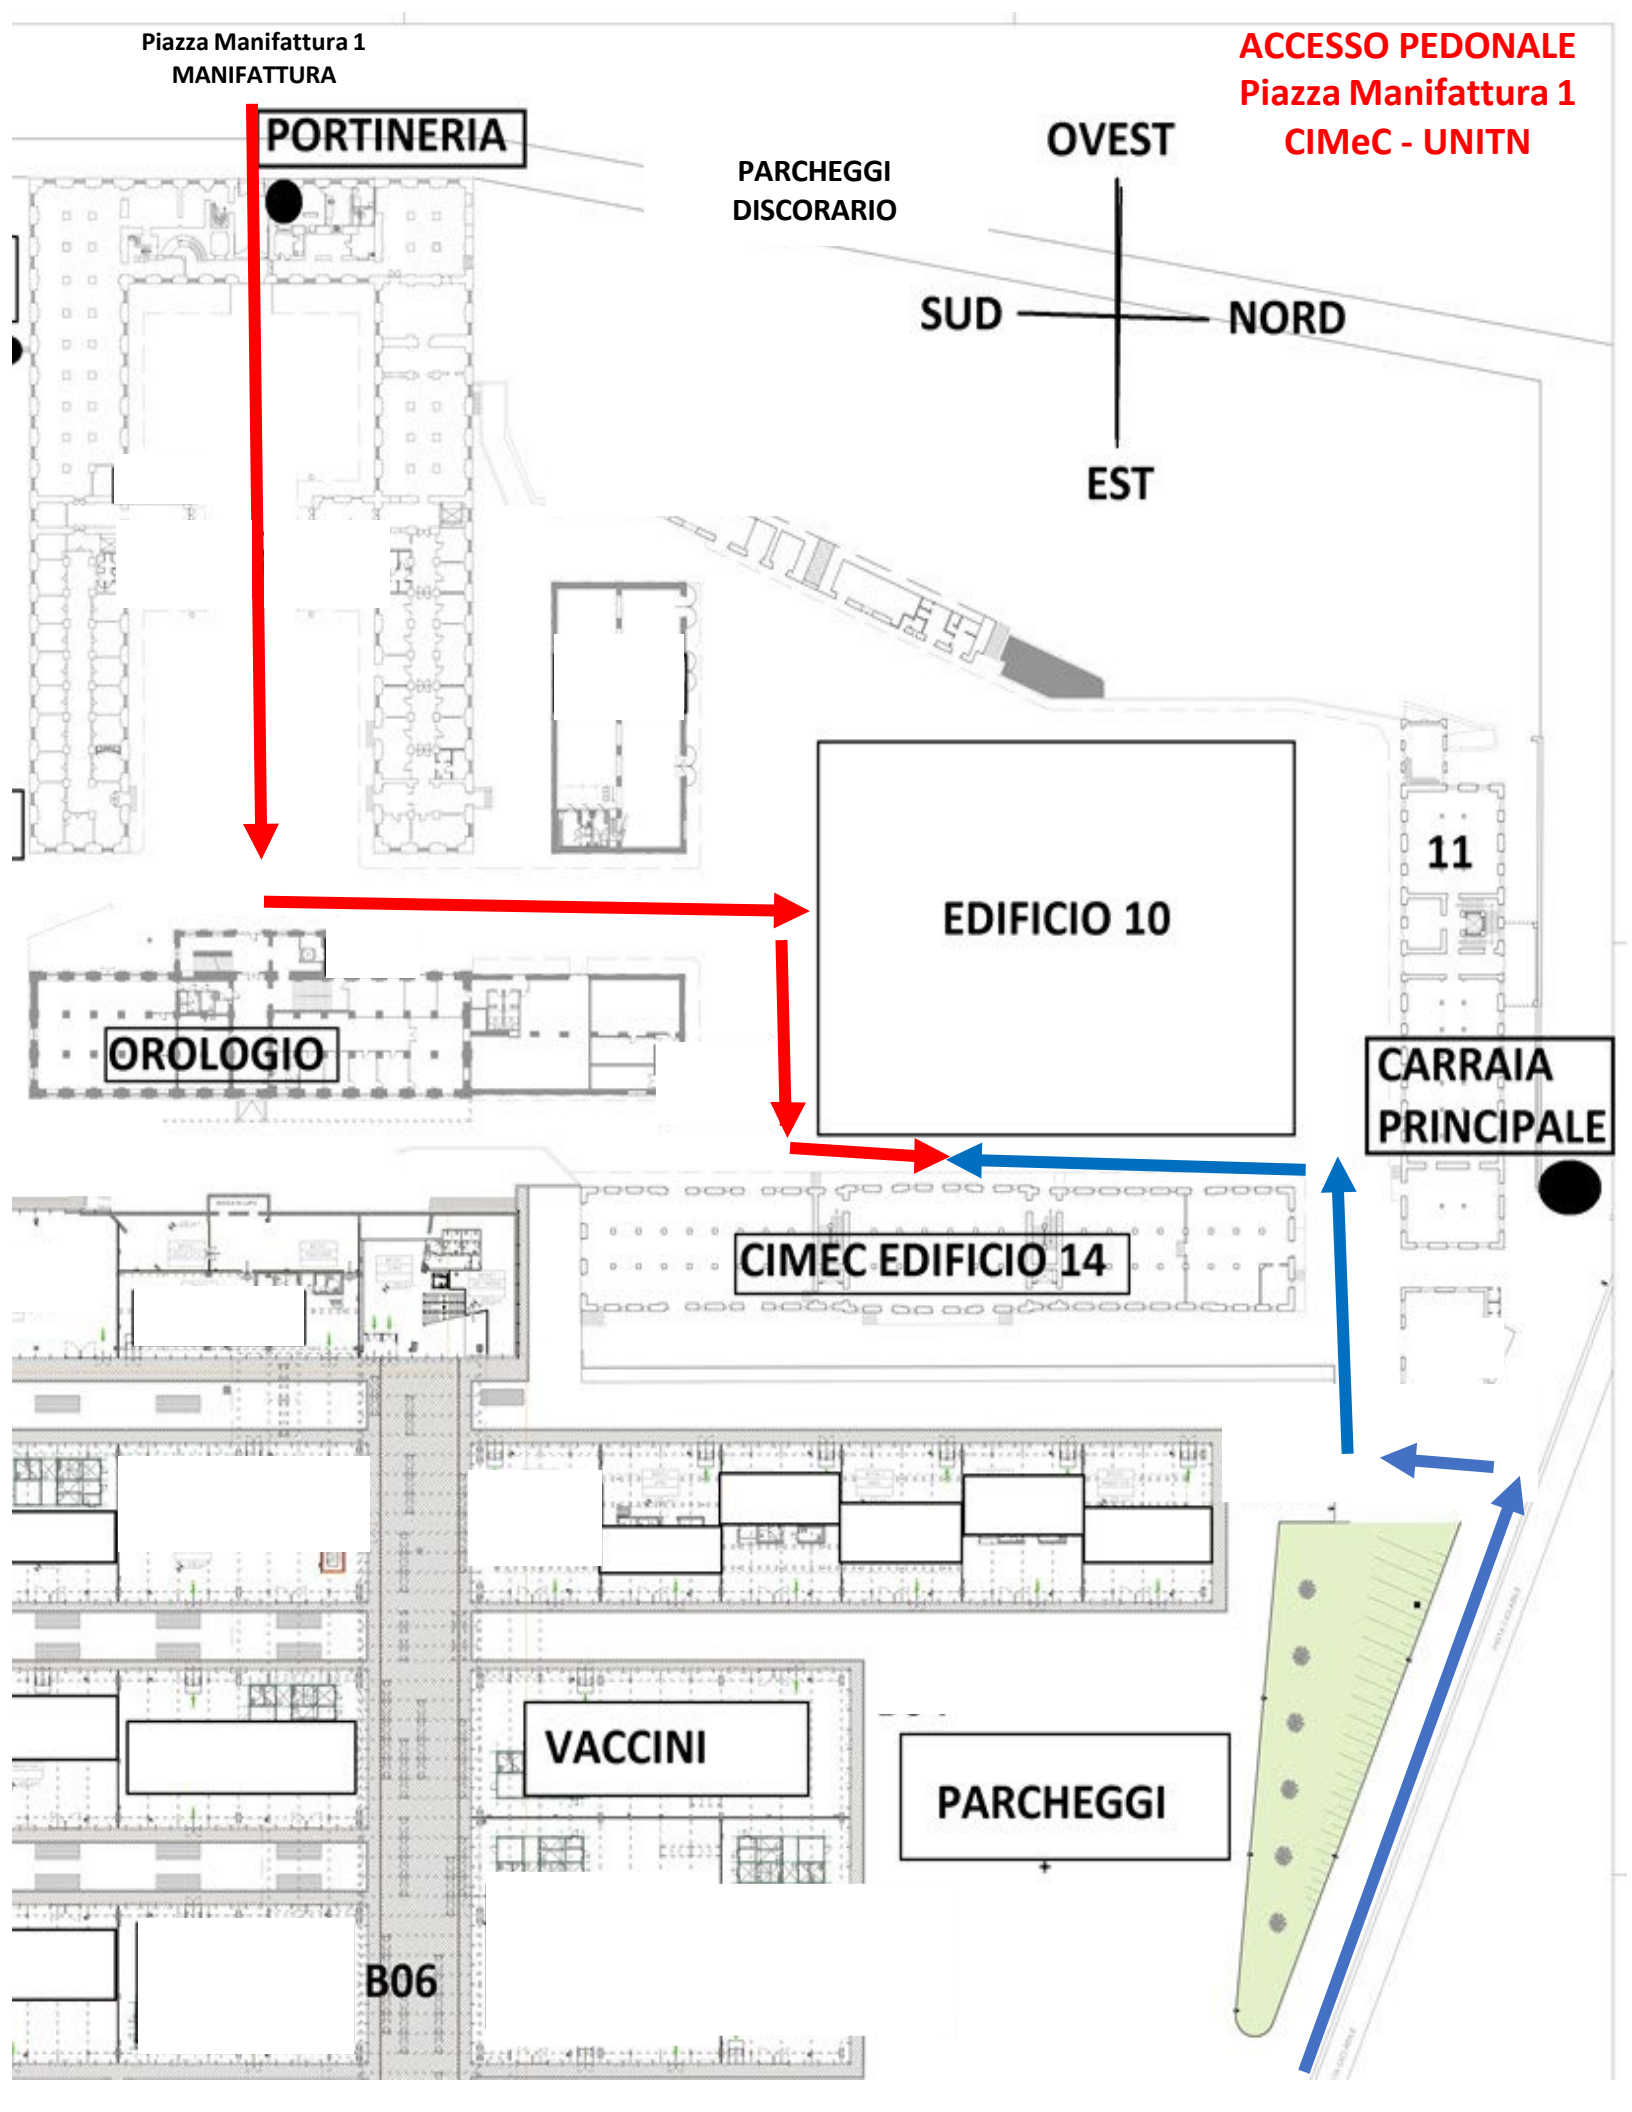 Piazza Manifattura 1
MANIFATTURA
ACCESSO PEDONALE
Piazza Manifattura 1
CIMeC - UNITN
PORTINERIA
PARCHEGGI
DISCORARIO
OVEST
SUD
NORD
EST
11
EDIFICIO 10
OROLOGIO
CARRAIA
PRINCIPALE
CIMEC EDIFICIO 14
VACCINI
PARCHEGGI
B06